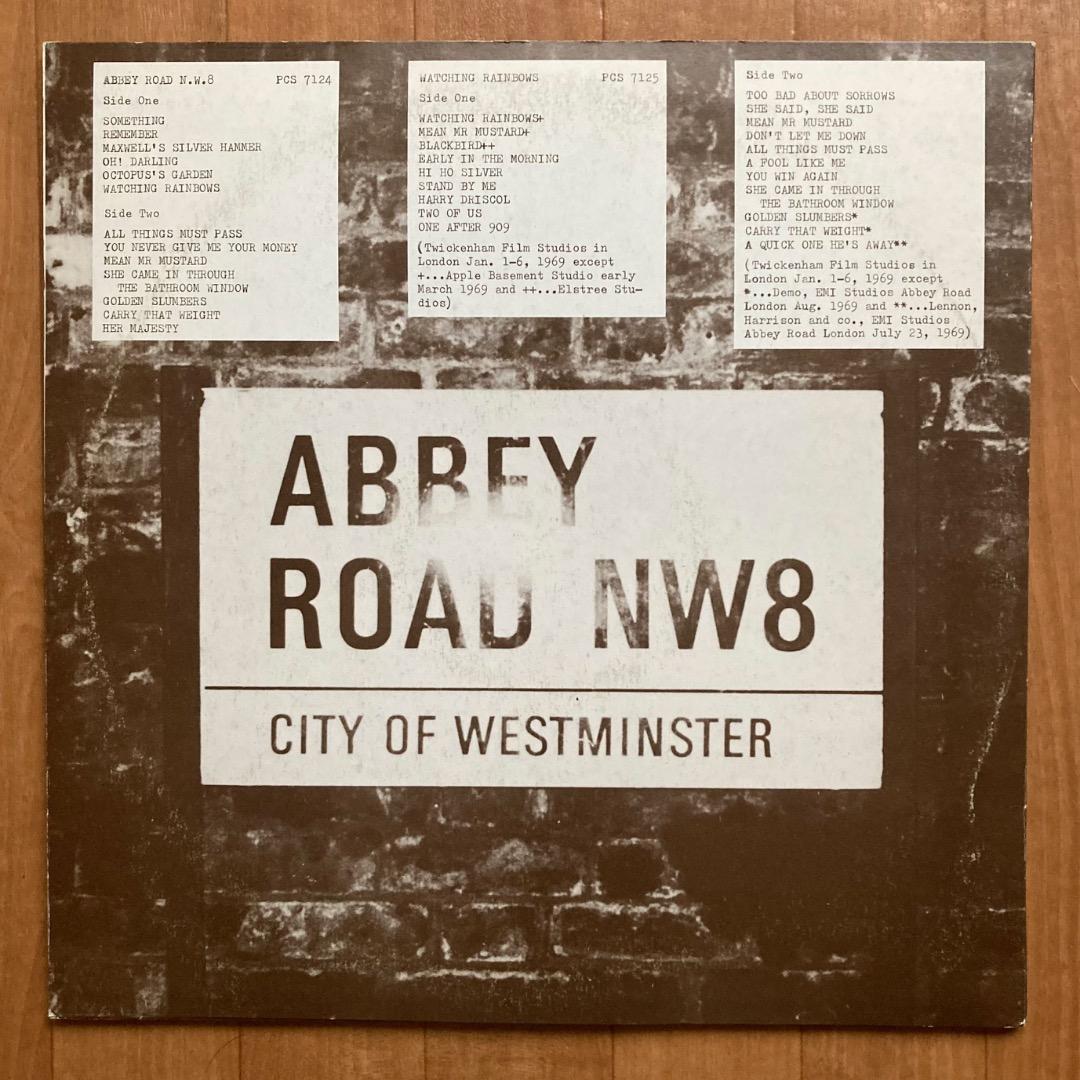 ABBEY ROAD N.W.8 PCS 7124
Side One
SOMETHING
REMEMBER
MAXWELL'S SILVER HAMMER
OH! DARLING
OCTOPUS'S GARDEN
WATCHING RAINBOWS
Side Two
ALL THINGS MUST PASS
YOU NEVER GIVE ME YOUR MONEY
MEAN MR MUSTARD
SHE CAME IN THROUGH
THE BATHROOM WINDOW
GOLDEN SLUMBERS
CARRY THAT WEIGHT
HER MAJESTY
WATCHING RAINBOWS PCS 7125
Side One
WATCHING RAINBOWS+
MEAN MR MUSTARD+
BLACKBIRD++
EARLY IN THE MORNING
HI HO SILVER
STAND BY ME
HARRY DRISCOL
TWO OF US
ONE AFTER 909
(Twickenham Film Studios in
London Jan. 1-6, 1969 except
+...Apple Basement Studio early
March 1969 and ++...Elstree Stu-
dios)
Side Two
TOO BAD ABOUT SORROWS
SHE SAID, SHE SAID
MEAN MR MUSTARD
DON'T LET ME DOWN
ALL THINGS MUST PASS
A FOOL LIKE ME
YOU WIN AGAIN
SHE CAME IN THROUGH
THE BATHROOM WINDOW
GOLDEN SLUMBERS*
CARRY THAT WEIGHT*
A QUICK ONE HE'S AWAY**
(Twickenham Film Studios in
London Jan. 1-6, 1969 except
*...Demo, EMI Studios Abbey Road
London Aug. 1969 and **...Lennon,
Harrison and co., EMI Studios
Abbey Road London July 23, 1969)
ABBEY
ROAD NW8
CITY OF WESTMINSTER